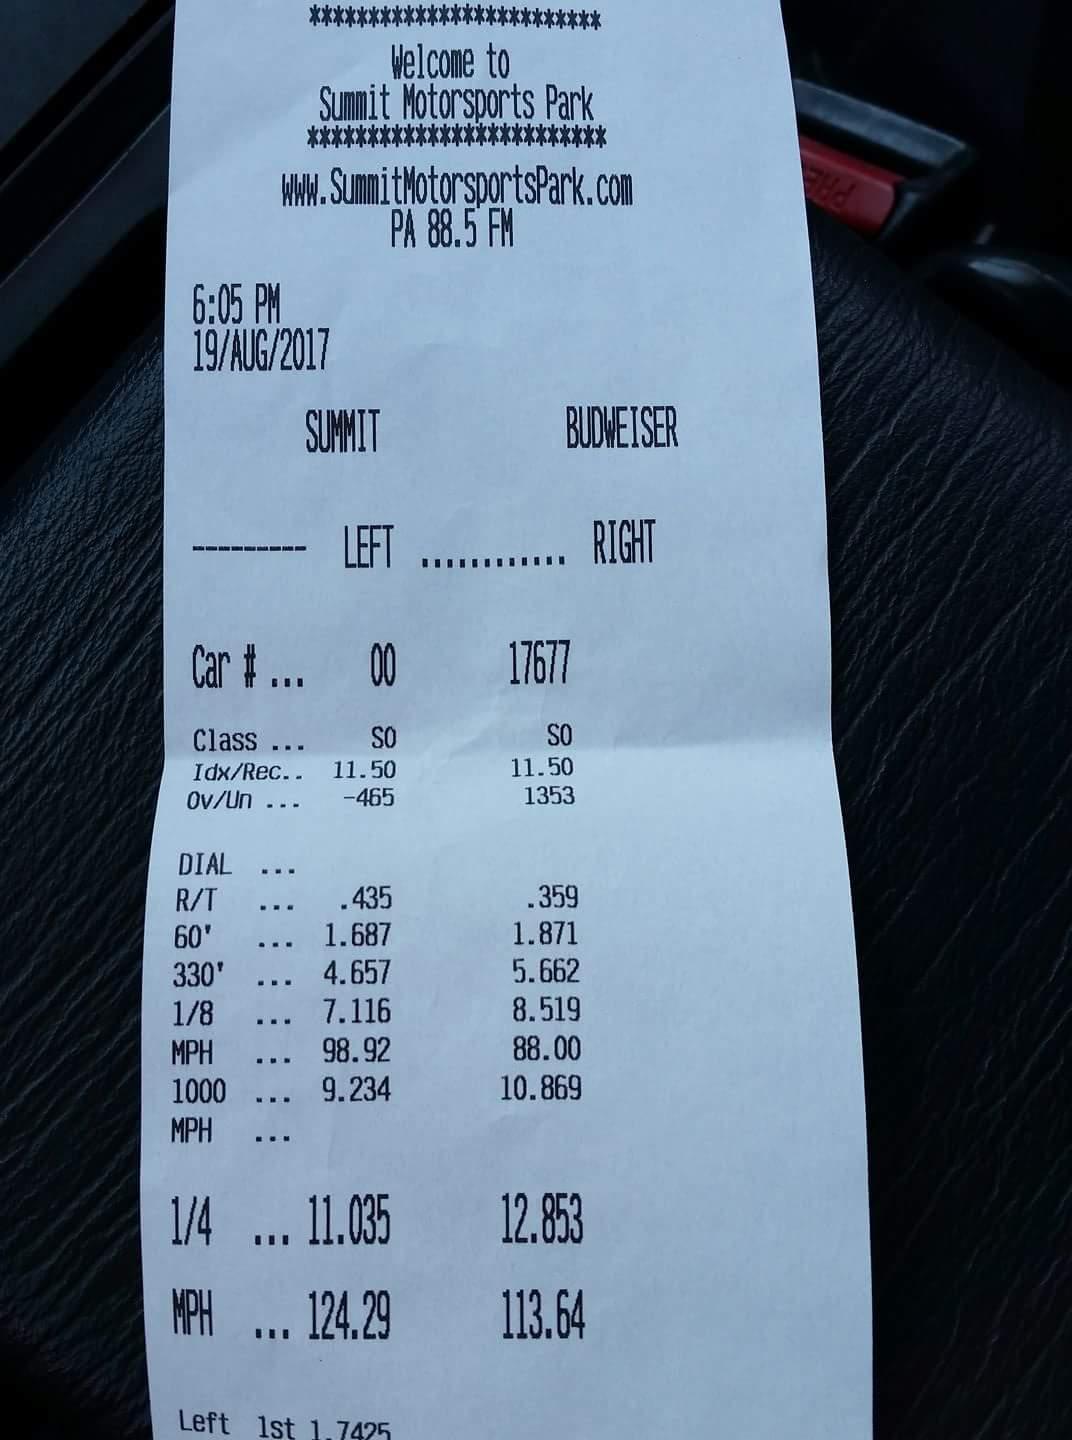 ************************
Welcome to
Summit Motorsports Park
*************************
www.SummitMotorsportsPark.com
PA 88.5 FM
6:05 PM
19/AUG/2017
SUMMIT BUDWEISER
--------- LEFT ............ RIGHT
Car # ... 00 17677
Class ... SO SO
Idx/Rec.. 11.50 11.50
Ov/Un ... -465 1353
DIAL ...
R/T ... .435 .359
60' ... 1.687 1.871
330' ... 4.657 5.662
1/8 ... 7.116 8.519
MPH ... 98.92 88.00
1000 ... 9.234 10.869
MPH ...
1/4 ... 11.035 12.853
MPH ... 124.29 113.64
Left 1st 1.7425